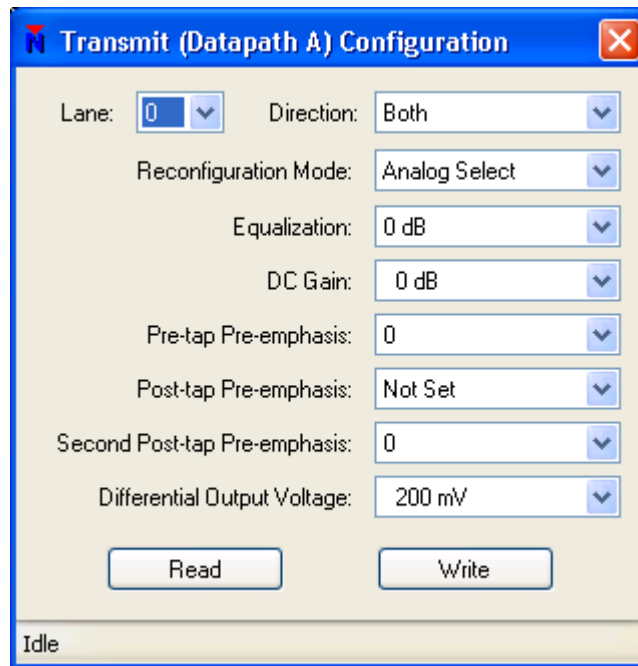 Transmit (Datapath A) Configuration
Lane: 0 Direction: Both
Reconfiguration Mode: Analog Select
Equalization: 0 dB
DC Gain: 0 dB
Pre-tap Pre-emphasis: 0
Post-tap Pre-emphasis: Not Set
Second Post-tap Pre-emphasis: 0
Differential Output Voltage: 200 mV
Read Write
Idle